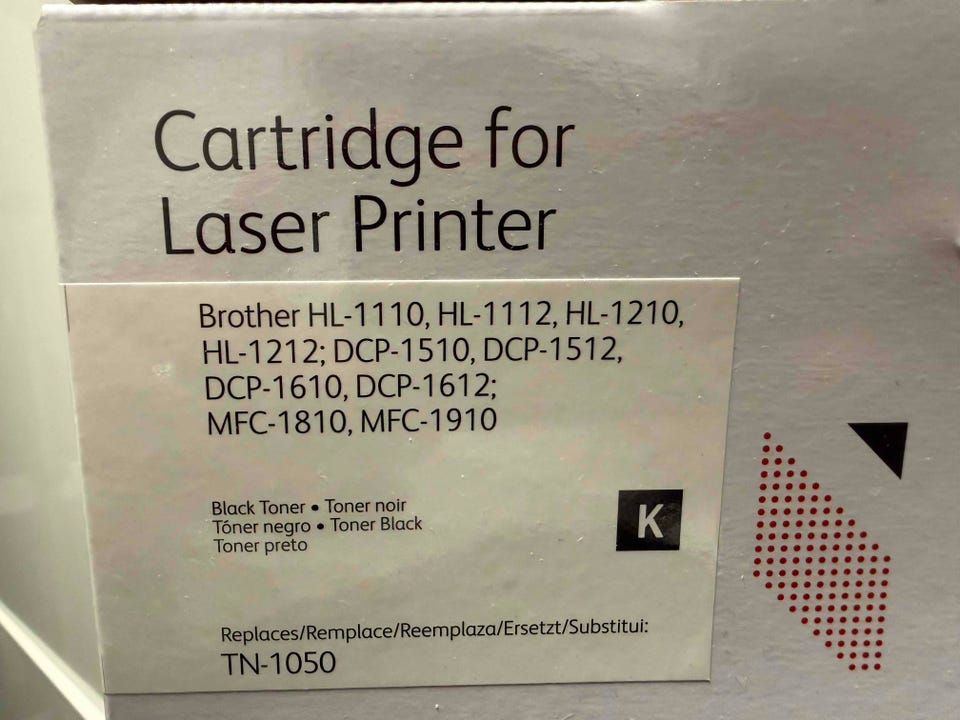 Cartridge for
Laser Printer
Brother HL-1110, HL-1112, HL-1210,
HL-1212; DCP-1510, DCP-1512,
DCP-1610, DCP-1612;
MFC-1810, MFC-1910
Black Toner • Toner noir
Tóner negro • Toner Black
Toner preto
K
Replaces/Remplace/Reemplaza/Ersetzt/Substitui:
TN-1050